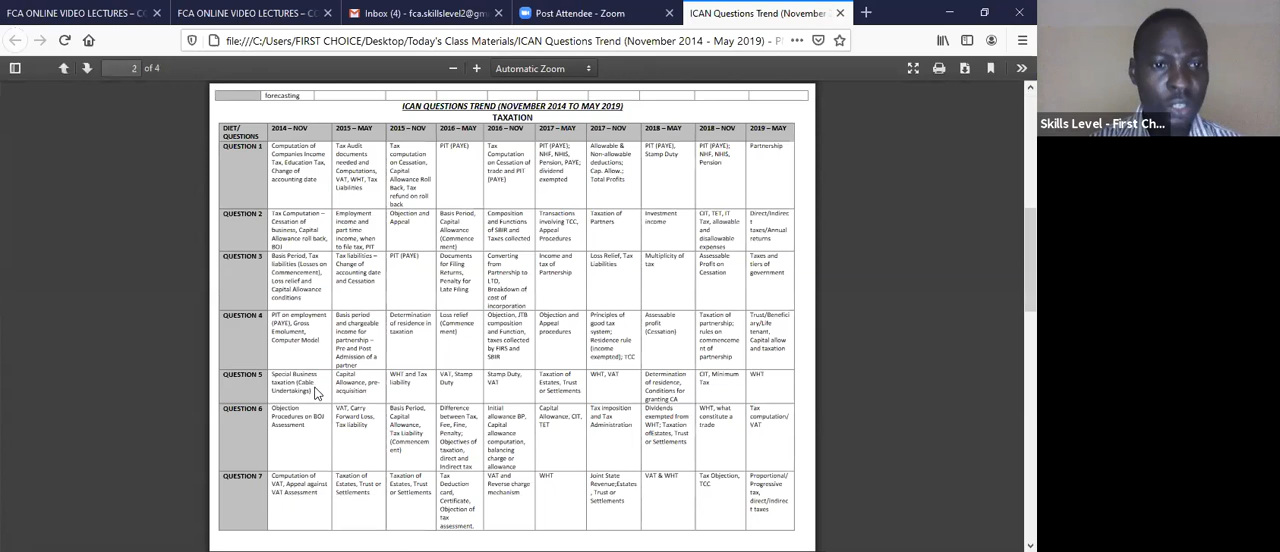 FCA ONLINE VIDEO LECTURES – CO
FCA ONLINE VIDEO LECTURES – CO
Inbox (4) - fca.skillslevel2@gm
Post Attendee - Zoom
ICAN Questions Trend (November
file:///C:/Users/FIRST CHOICE/Desktop/Today's Class Materials/ICAN Questions Trend (November 2014 - May 2019) - P
2 of 4
Automatic Zoom
Skills Level - First Ch...
forecasting
ICAN QUESTIONS TREND (NOVEMBER 2014 TO MAY 2019)
TAXATION
DIET/ QUESTIONS 2014 – NOV 2015 – MAY 2015 – NOV 2016 – MAY 2016 – NOV 2017 – MAY 2017 – NOV 2018 – MAY 2018 – NOV 2019 – MAY
QUESTION 1
Computation of
Companies Income
Tax, Education Tax,
Change of
accounting date
Tax Audit
documents
needed and
Computations,
VAT, WHT, Tax
Liabilities
Tax
computation
on Cessation,
Capital
Allowance Roll
Back, Tax
refund on roll
back
PIT (PAYE)
Tax
Computation
on Cessation of
trade and PIT
(PAYE)
PIT (PAYE);
NHF, NHIS,
Pension, PAYE;
dividend
exempted
Allowable &
Non-allowable
deductions;
Cap. Allow.;
Total Profits
PIT (PAYE),
Stamp Duty
PIT (PAYE);
NHF, NHIS,
Pension
Partnership
QUESTION 2
Tax Computation –
Cessation of
business, Capital
Allowance roll back,
BOJ
Employment
income and
part time
income, when
to file tax, PIT
Objection and
Appeal
Basis Period,
Capital
Allowance
(Commence
ment)
Composition
and Functions
of SBIR and
Taxes collected
Transactions
involving TCC,
Appeal
Procedures
Taxation of
Partners
Investment
income
CIT, TET, IT
Tax, allowable
and
disallowable
expenses
Direct/Indirec
t
taxes/Annual
returns
QUESTION 3
Basis Period, Tax
liabilities (Losses on
Commencement),
Loss relief and
Capital Allowance
conditions
Tax liabilities –
Change of
accounting date
and Cessation
PIT (PAYE)
Documents
for Filing
Returns,
Penalty for
Late Filing
Converting
from
Partnership to
LTD,
Breakdown of
cost of
incorporation
Income and
tax of
Partnership
Loss Relief, Tax
Liabilities
Multiplicity of
tax
Assessable
Profit on
Cessation
Taxes and
tiers of
government
QUESTION 4
PIT on employment
(PAYE), Gross
Emolument,
Computer Model
Basis period
and chargeable
income for
partnership –
Pre and Post
Admission of a
partner
Determination
of residence in
taxation
Loss relief
(Commence
ment)
Objection, JTB
composition
and Function,
taxes collected
by FIRS and
SBIR
Objection and
Appeal
procedures
Principles of
good tax
system;
Residence rule
(income
exempted); TCC
Assessable
profit
(Cessation)
Taxation of
partnership;
rules on
commenceme
nt of
partnership
Trust/Benefici
ary/Life
tenant.
Capital allow
and taxation
QUESTION 5
Special Business
taxation (Cable
Undertakings)
Capital
Allowance, pre-
acquisition
WHT and Tax
liability
VAT, Stamp
Duty
Stamp Duty,
VAT
Taxation of
Estates, Trust
or Settlements
WHT, VAT
Determination
of residence,
Conditions for
granting CA
CIT, Minimum
Tax
WHT
QUESTION 6
Objection
Procedures on BOJ
Assessment
VAT, Carry
Forward Loss,
Tax liability
Basis Period,
Capital
Allowance,
Tax Liability
(Commencem
ent)
Difference
between Tax,
Fee, Fine,
Penalty;
Objectives of
taxation,
direct and
Indirect tax
Initial
allowance BP,
Capital
allowance
computation,
balancing
charge or
allowance
Capital
Allowance, CIT,
TET
Tax imposition
and Tax
Administration
Dividends
exempted from
WHT; Taxation
ofEstates, Trust
or Settlements
WHT, what
constitute a
trade
Tax
computation/
VAT
QUESTION 7
Computation of
VAT, Appeal against
VAT Assessment
Taxation of
Estates, Trust or
Settlements
Taxation of
Estates, Trust
or Settlements
Tax
Deduction
card,
Certificate,
Objection of
tax
assessment.
VAT and
Reverse charge
mechanism
WHT
Joint State
Revenue;Estates
, Trust or
Settlements
VAT & WHT
Tax Objection,
TCC
Proportional/
Progressive
tax,
direct/Indirec
t taxes